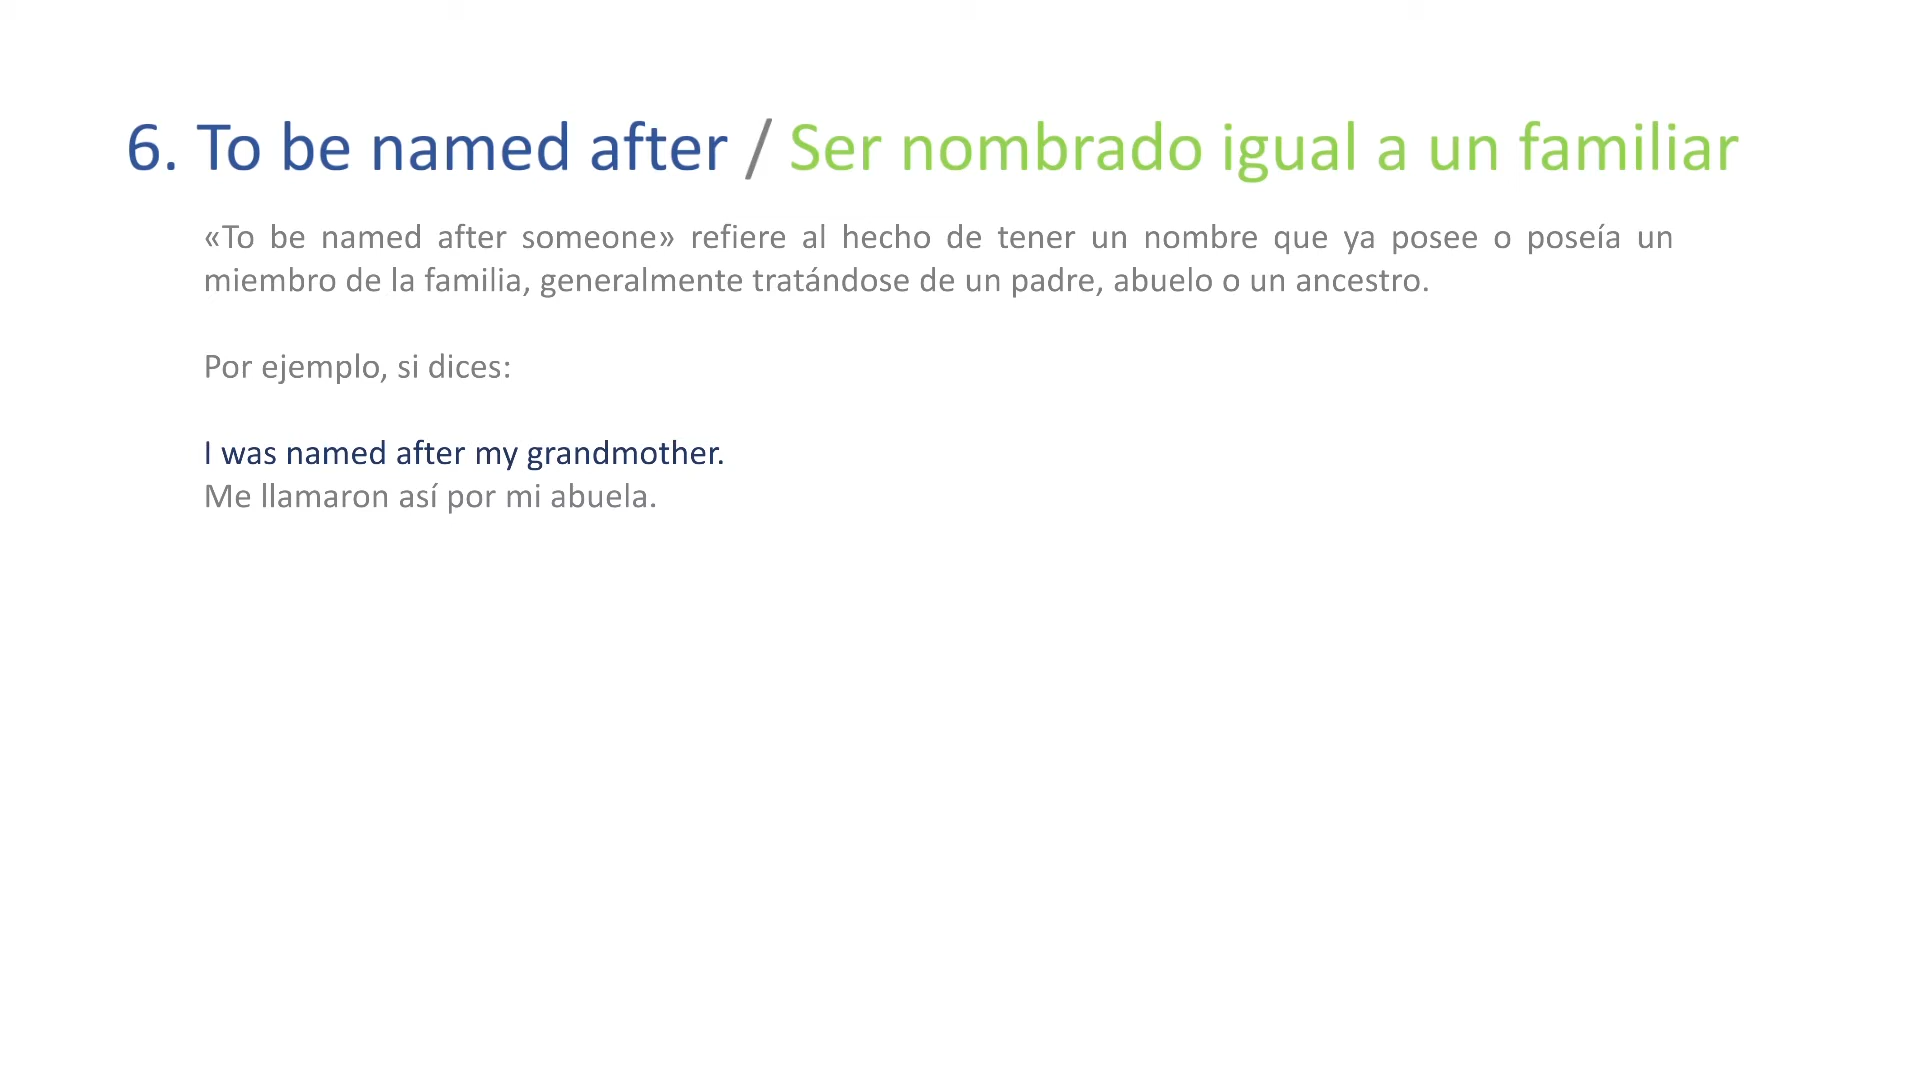 6. To be named after / Ser nombrado igual a un familiar
«To be named after someone» refiere al hecho de tener un nombre que ya posee o poseía un
miembro de la familia, generalmente tratándose de un padre, abuelo o un ancestro.
Por ejemplo, si dices:
I was named after my grandmother.
Me llamaron así por mi abuela.